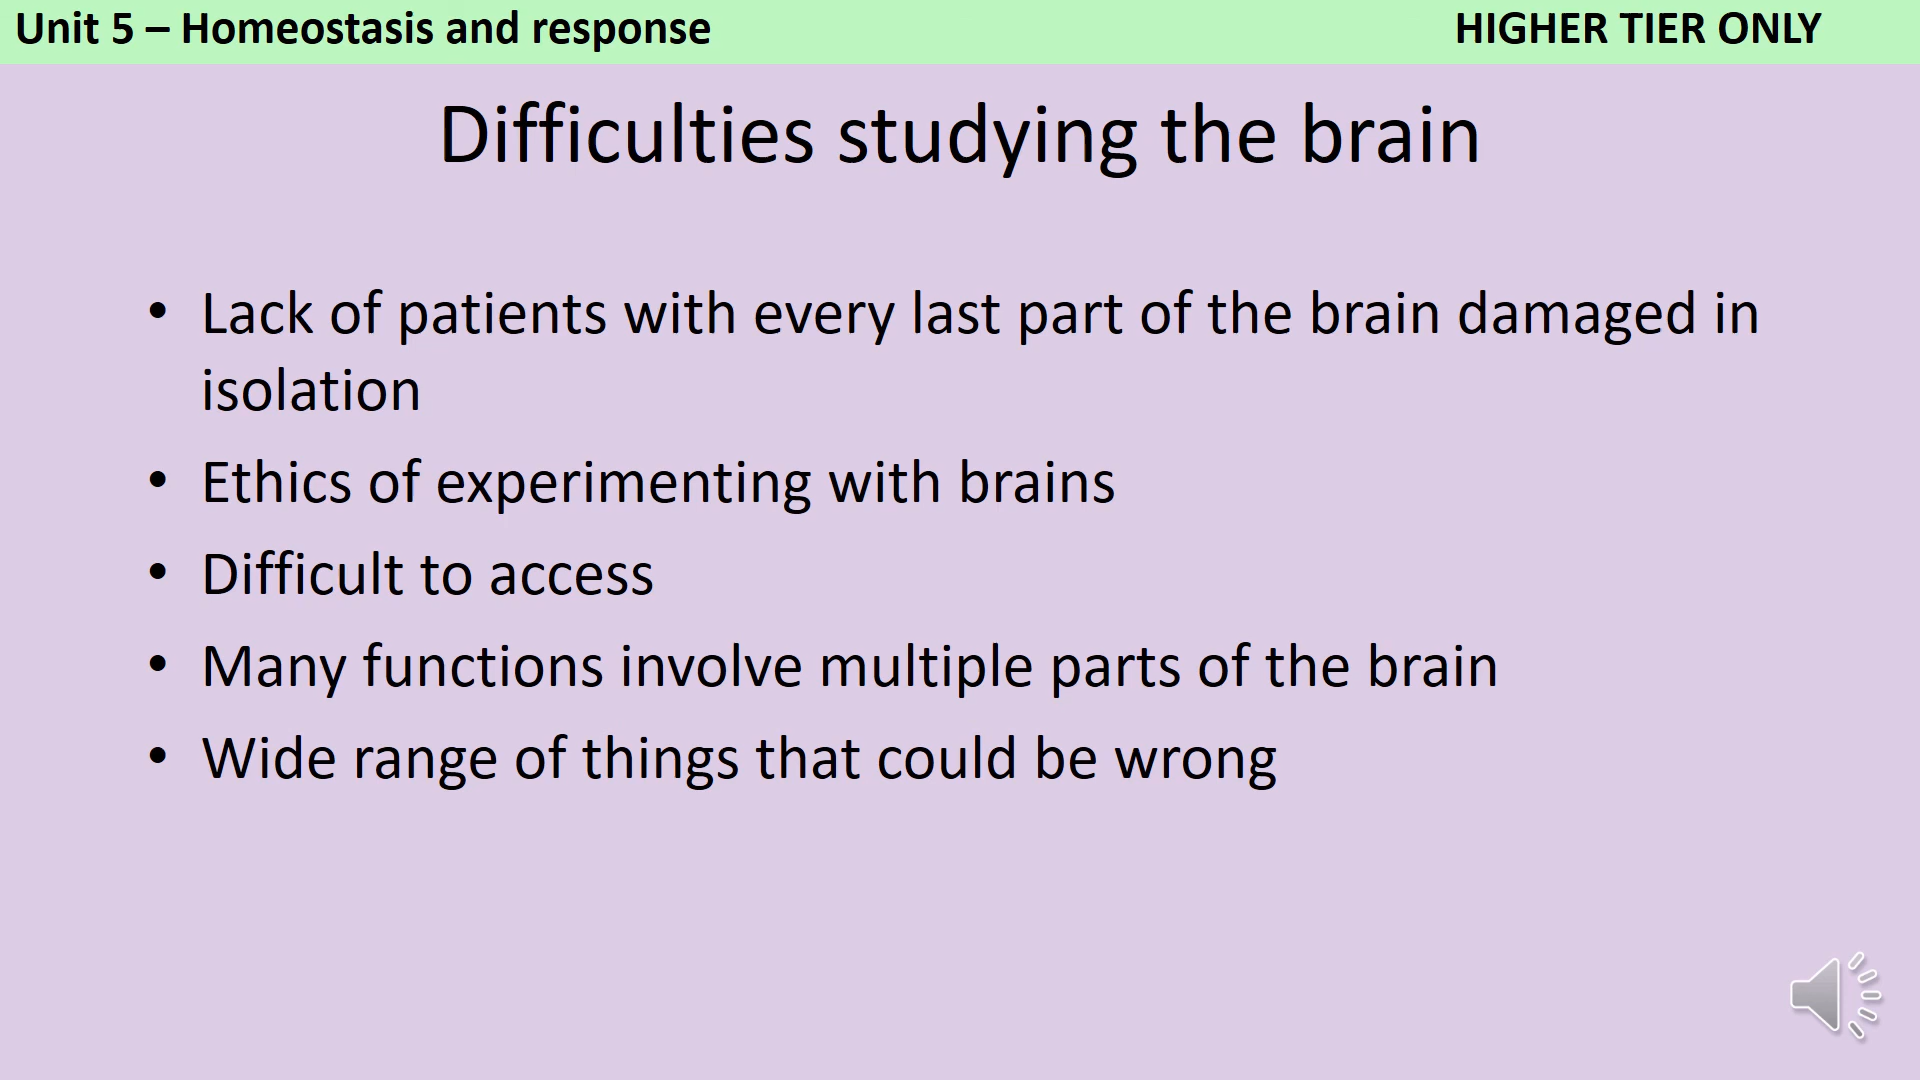 Unit 5 – Homeostasis and response
HIGHER TIER ONLY
Difficulties studying the brain
• Lack of patients with every last part of the brain damaged in
isolation
• Ethics of experimenting with brains
• Difficult to access
• Many functions involve multiple parts of the brain
• Wide range of things that could be wrong